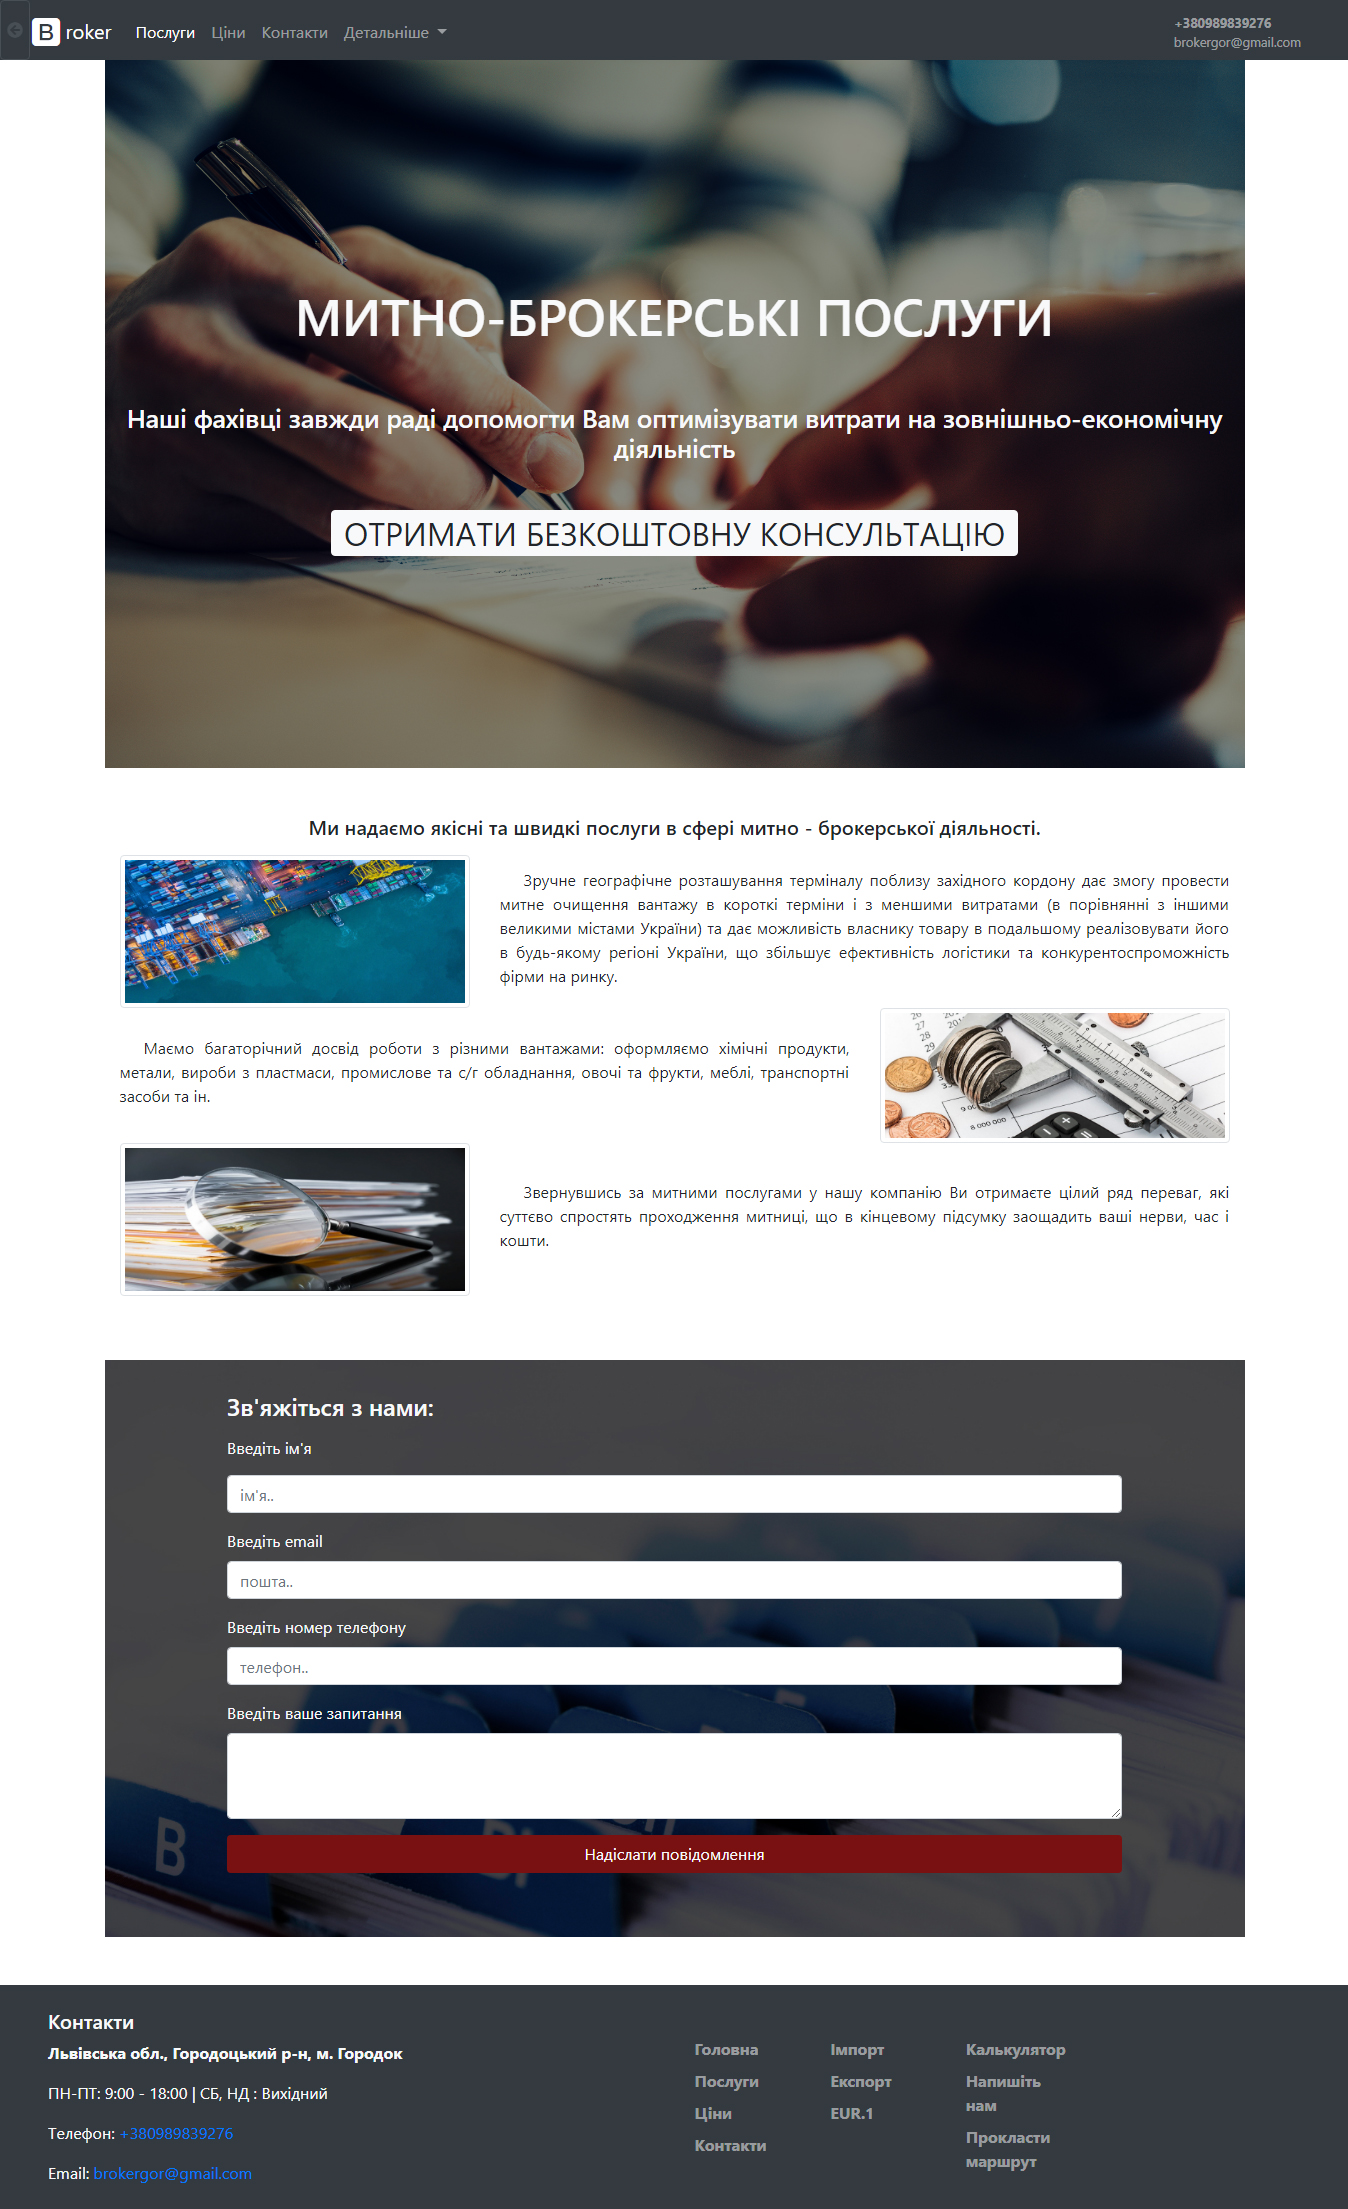 B roker Послуги Ціни Контакти Детальніше
+380989839276
brokergor@gmail.com
МИТНО-БРОКЕРСЬКІ ПОСЛУГИ
Наші фахівці завжди раді допомогти Вам оптимізувати витрати на зовнішньо-економічну
діяльність
ОТРИМАТИ БЕЗКОШТОВНУ КОНСУЛЬТАЦІЮ
Ми надаємо якісні та швидкі послуги в сфері митно - брокерської діяльності.
Зручне географічне розташування терміналу поблизу західного кордону дає змогу провести
митне очищення вантажу в короткі терміни і з меншими витратами (в порівнянні з іншими
великими містами України) та дає можливість власнику товару в подальшому реалізовувати його
в будь-якому регіоні України, що збільшує ефективність логістики та конкурентоспроможність
фірми на ринку.
Маємо багаторічний досвід роботи з різними вантажами: оформляємо хімічні продукти,
метали, вироби з пластмаси, промислове та с/г обладнання, овочі та фрукти, меблі, транспортні
засоби та ін.
26
27
28
29
8 000 000
Звернувшись за митними послугами у нашу компанію Ви отримаєте цілий ряд переваг, які
суттєво спростять проходження митниці, що в кінцевому підсумку заощадить ваші нерви, час і
кошти.
Зв'яжіться з нами:
Введіть ім'я
ім'я..
Введіть email
пошта..
Введіть номер телефону
телефон..
Введіть ваше запитання
B
Надіслати повідомлення
Контакти
Львівська обл., Городоцький р-н, м. Городок
ПН-ПТ: 9:00 - 18:00 | СБ, НД : Вихідний
Телефон: +380989839276
Email: brokergor@gmail.com
Головна
Послуги
Ціни
Контакти
Імпорт
Експорт
EUR.1
Калькулятор
Напишіть
нам
Прокласти
маршрут